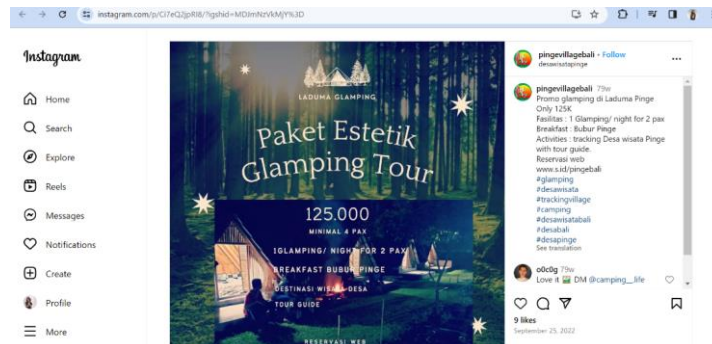 instagram.com/p/CJ7eQ2jpRI8/?igshid=MDJmNzVkMjY%3D
Instagram
Home
Search
Explore
Reels
Messages
Notifications
Create
Profile
More
LADUMA GLAMPING
Paket Estetik
Glamping Tour
125.000
MINIMAL 4 PAX
1GLAMPING/ NIGHT FOR 2 PAX
BREAKFAST BUBUR PINGE
DESTINASI WISATA DESA
TOUR GUIDE
RESERVASI WEB
pingevillagebali • Follow
desawisatapinge
pingevillagebali 79w
Promo glamping di Laduma Pinge
Only 125K
Fasilitas : 1 Glamping/ night for 2 pax
Breakfast : Bubur Pinge
Activities : tracking Desa wisata Pinge
with tour guide.
Reservasi web
www.s.id/pingebali
#glamping
#desawisata
#trackingvillage
#camping
#desawisatabali
#desabali
#desapinge
See translation
o0c0g 79w
Love it DM @camping__life
9 likes
September 25, 2022